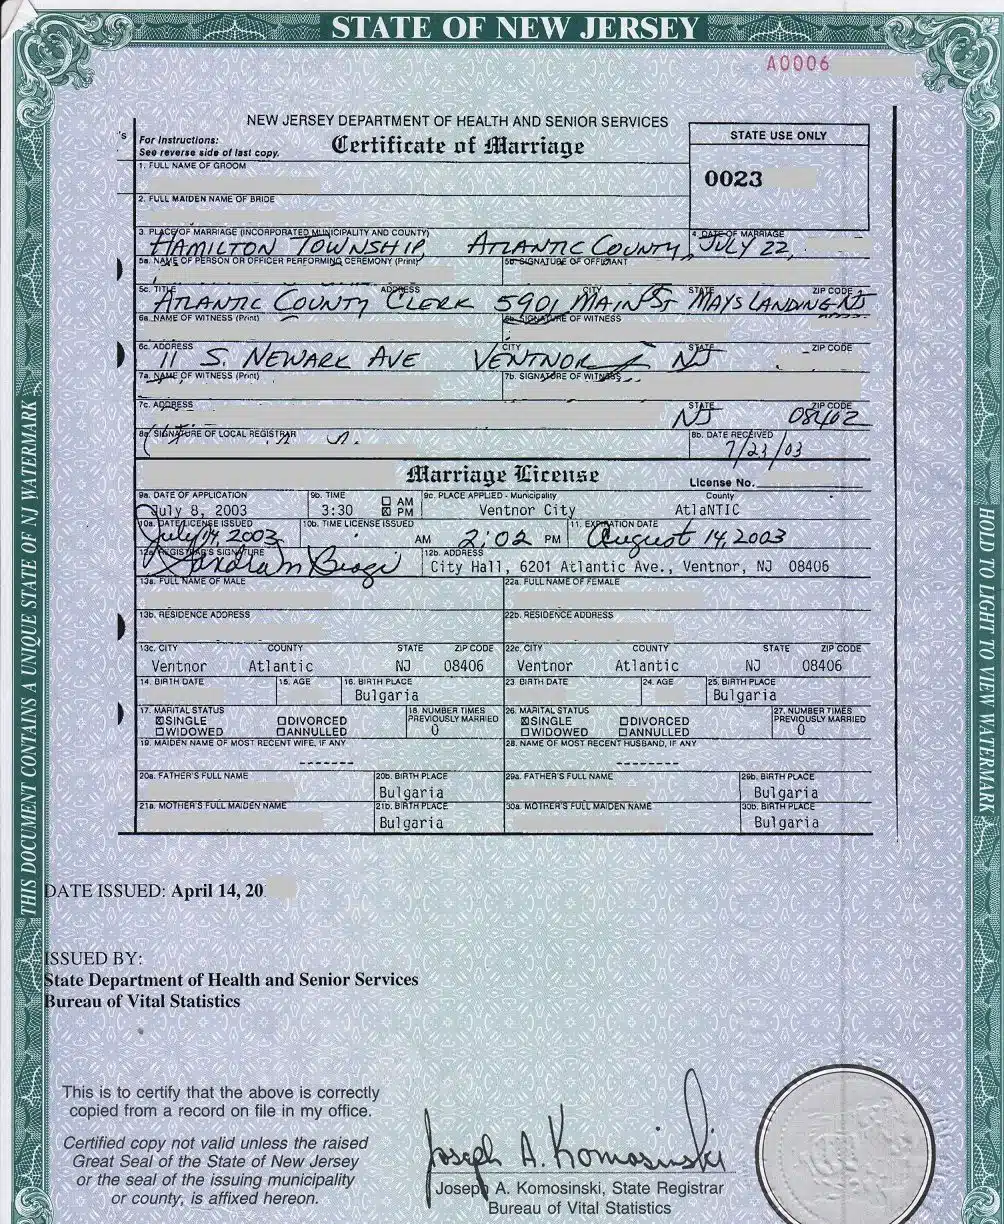 STATE OF NEW JERSEY
A0006
NEW JERSEY DEPARTMENT OF HEALTH AND SENIOR SERVICES
's
For Instructions:
See reverse side of last copy.
Certificate of Marriage
STATE USE ONLY
0023
1. FULL NAME OF GROOM
2. FULL MAIDEN NAME OF BRIDE
3. PLACE OF MARRIAGE (INCORPORATED MUNICIPALITY AND COUNTY) 4. DATE OF MARRIAGE
HAMILTON TOWNSHIP, ATLANTIC COUNTY, JULY 22,
5a. NAME OF PERSON OR OFFICER PERFORMING CEREMONY (Print) 5b. SIGNATURE OF OFFICIANT
5c. TITLE ADDRESS CITY STATE ZIP CODE
ATLANTIC COUNTY CLERK 5901 MAIN ST MAYS LANDING NJ
6a. NAME OF WITNESS (Print) 6b. SIGNATURE OF WITNESS
6c. ADDRESS CITY STATE ZIP CODE
11 S. NEWARK AVE VENTNOR NJ
7a. NAME OF WITNESS (Print) 7b. SIGNATURE OF WITNESS
7c. ADDRESS STATE ZIP CODE
NJ 08402
8a. SIGNATURE OF LOCAL REGISTRAR 8b. DATE RECEIVED
7/23/03
Marriage License License No.
9a. DATE OF APPLICATION 9b. TIME AM 9c. PLACE APPLIED - Municipality County
July 8, 2003 3:30 PM Ventnor City AtlaNTIC
10a. DATE LICENSE ISSUED 10b. TIME LICENSE ISSUED 11. EXPIRATION DATE
July 14, 2003 AM 2:02 PM August 14, 2003
12a. REGISTRAR'S SIGNATURE 12b. ADDRESS
Sandra M Biagi City Hall, 6201 Atlantic Ave., Ventnor, NJ 08406
13a. FULL NAME OF MALE 22a. FULL NAME OF FEMALE
13b. RESIDENCE ADDRESS 22b. RESIDENCE ADDRESS
13c. CITY COUNTY STATE ZIP CODE 22c. CITY COUNTY STATE ZIP CODE
Ventnor Atlantic NJ 08406 Ventnor Atlantic NJ 08406
14. BIRTH DATE 15. AGE 16. BIRTH PLACE 23 BIRTH DATE 24. AGE 25. BIRTH PLACE
Bulgaria Bulgaria
17. MARITAL STATUS 18. NUMBER TIMES 26. MARITAL STATUS 27. NUMBER TIMES
SINGLE DIVORCED PREVIOUSLY MARRIED SINGLE DIVORCED PREVIOUSLY MARRIED
WIDOWED ANNULLED 0 WIDOWED ANNULLED 0
19. MAIDEN NAME OF MOST RECENT WIFE, IF ANY 28. NAME OF MOST RECENT HUSBAND, IF ANY
------- ---------
20a. FATHER'S FULL NAME 20b. BIRTH PLACE 29a. FATHER'S FULL NAME 29b. BIRTH PLACE
Bulgaria Bulgaria
21a. MOTHER'S FULL MAIDEN NAME 21b. BIRTH PLACE 30a. MOTHER'S FULL MAIDEN NAME 30b. BIRTH PLACE
Bulgaria Bulgaria
DATE ISSUED: April 14, 20
ISSUED BY:
State Department of Health and Senior Services
Bureau of Vital Statistics
This is to certify that the above is correctly
copied from a record on file in my office.
Certified copy not valid unless the raised
Great Seal of the State of New Jersey
or the seal of the issuing municipality
or county, is affixed hereon.
Joseph A. Komosinski
Joseph A. Komosinski, State Registrar
Bureau of Vital Statistics
THIS DOCUMENT CONTAINS A UNIQUE STATE OF NJ WATERMARK
HOLD TO LIGHT TO VIEW WATERMARK